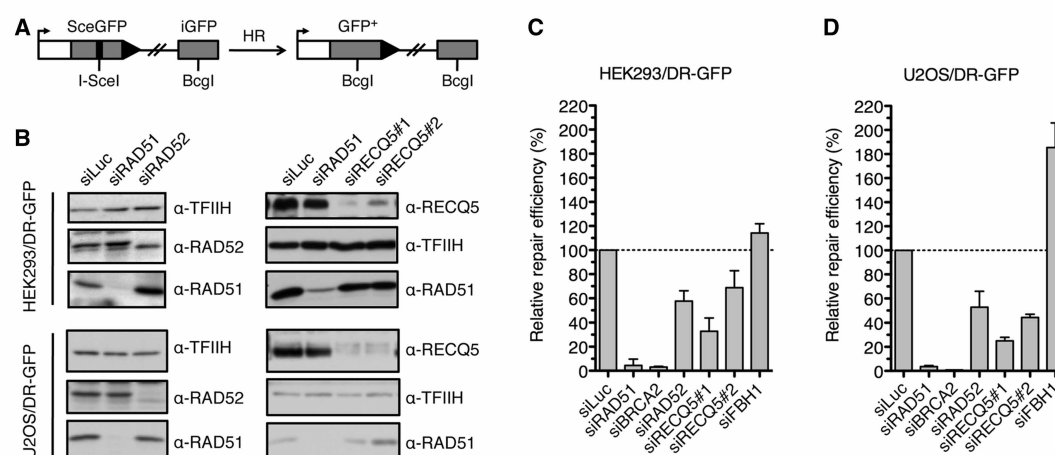 A
SceGFP iGFP HR GFP+
I-SceI BcgI BcgI BcgI
B
siLuc siRAD51 siRAD52
siLuc siRAD51 siRECQ5#1 siRECQ5#2
HEK293/DR-GFP
α-TFIIH α-RECQ5
α-RAD52 α-TFIIH
α-RAD51 α-RAD51
U2OS/DR-GFP
α-TFIIH α-RECQ5
α-RAD52 α-TFIIH
α-RAD51 α-RAD51
C
HEK293/DR-GFP
Relative repair efficiency (%)
220
200
180
160
140
120
100
80
60
40
20
0
siLuc siRAD51 siBRCA2 siRAD52 siRECQ5#1 siRECQ5#2 siFBH1
D
U2OS/DR-GFP
Relative repair efficiency (%)
220
200
180
160
140
120
100
80
60
40
20
0
siLuc siRAD51 siBRCA2 siRAD52 siRECQ5#1 siRECQ5#2 siFBH1